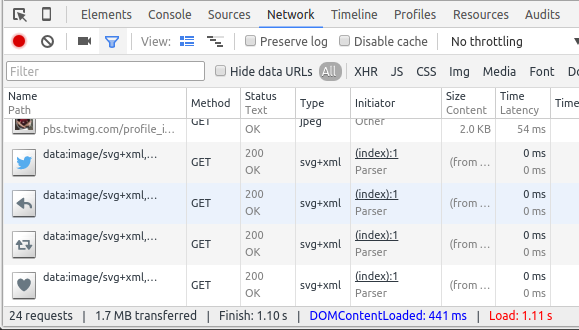 Elements Console Sources Network Timeline Profiles Resources Audits
View: Preserve log Disable cache No throttling
Filter Hide data URLs All XHR JS CSS Img Media Font
Name Method Status Type Initiator Size Time Time
Path Text Content Latency
GET jpeg Other
pbs.twimg.com/profile_i... OK 2.0 KB 54 ms
data:image/svg+xml,... GET 200 svg+xml (index):1 (from ... 0 ms
OK Parser 0 ms
data:image/svg+xml,... GET 200 svg+xml (index):1 (from ... 0 ms
OK Parser 0 ms
data:image/svg+xml,... GET 200 svg+xml (index):1 (from ... 0 ms
OK Parser 0 ms
data:image/svg+xml,... GET 200 svg+xml (index):1 (from ... 0 ms
OK Parser 0 ms
24 requests | 1.7 MB transferred | Finish: 1.10 s | DOMContentLoaded: 441 ms | Load: 1.11 s